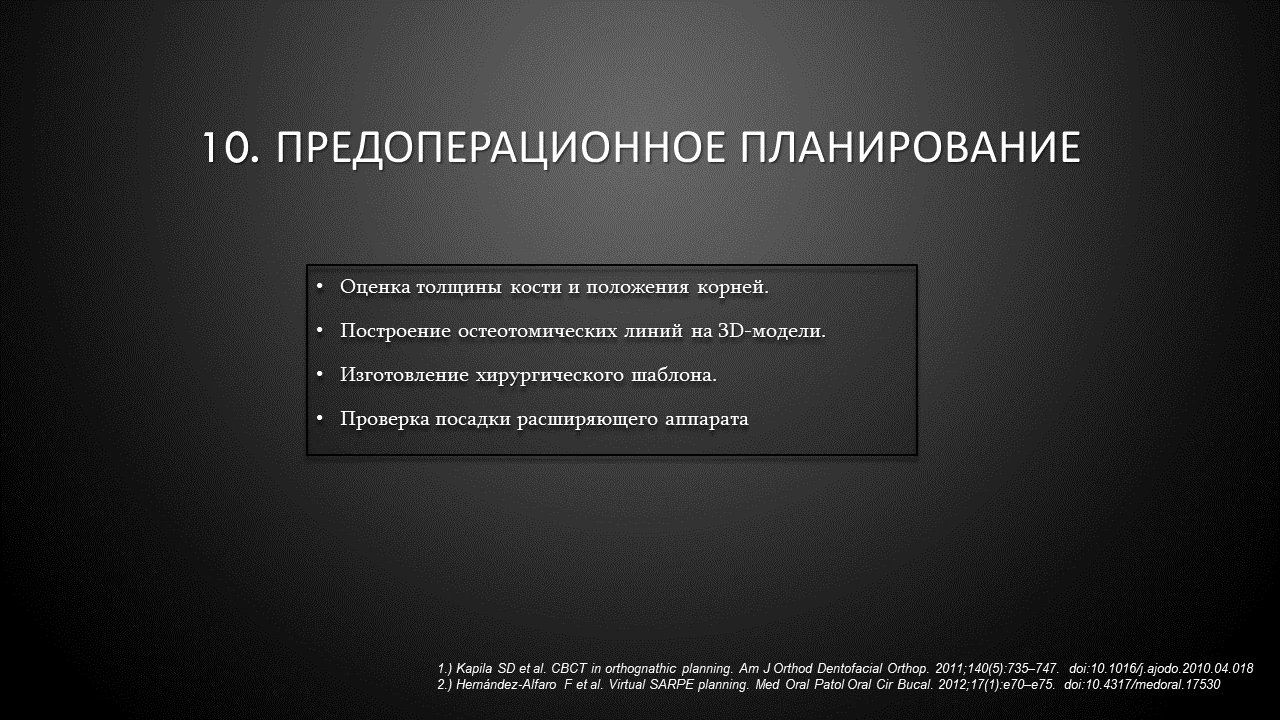 10. ПРЕДОПЕРАЦИОННОЕ ПЛАНИРОВАНИЕ
• Оценка толщины кости и положения корней.
• Построение остеотомических линий на 3D-модели.
• Изготовление хирургического шаблона.
• Проверка посадки расширяющего аппарата
1.) Kapila SD et al. CBCT in orthognathic planning. Am J Orthod Dentofacial Orthop. 2011;140(5):735–747. doi:10.1016/j.ajodo.2010.04.018
2.) Hernández-Alfaro F et al. Virtual SARPE planning. Med Oral Patol Oral Cir Bucal. 2012;17(1):e70–e75. doi:10.4317/medoral.17530